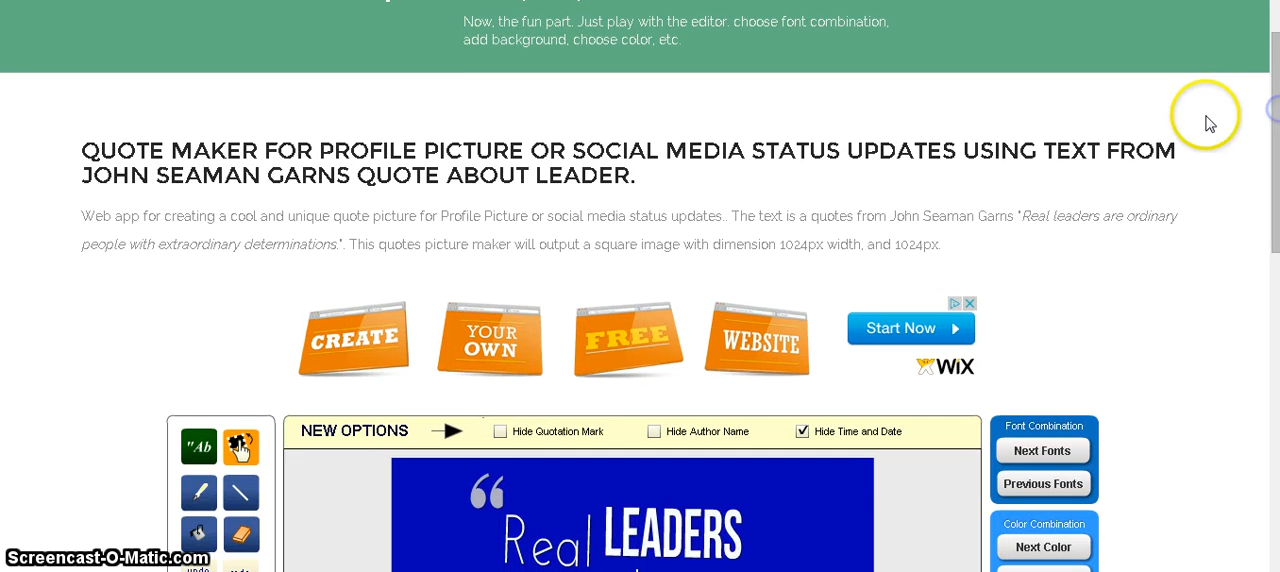 Now, the fun part. Just play with the editor. choose font combination,
add background, choose color, etc.
QUOTE MAKER FOR PROFILE PICTURE OR SOCIAL MEDIA STATUS UPDATES USING TEXT FROM
JOHN SEAMAN GARNS QUOTE ABOUT LEADER.
Web app for creating a cool and unique quote picture for Profile Picture or social media status updates.. The text is a quotes from John Seaman Garns "Real leaders are ordinary
people with extraordinary determinations.". This quotes picture maker will output a square image with dimension 1024px width, and 1024px.
CREATE
YOUR
OWN
FREE
WEBSITE
Start Now
WiX
"Ab
NEW OPTIONS
Hide Quotation Mark
Hide Author Name
Hide Time and Date
Font Combination
Next Fonts
Previous Fonts
Color Combination
Next Color
“
Real LEADERS
Screencast-O-Matic.com